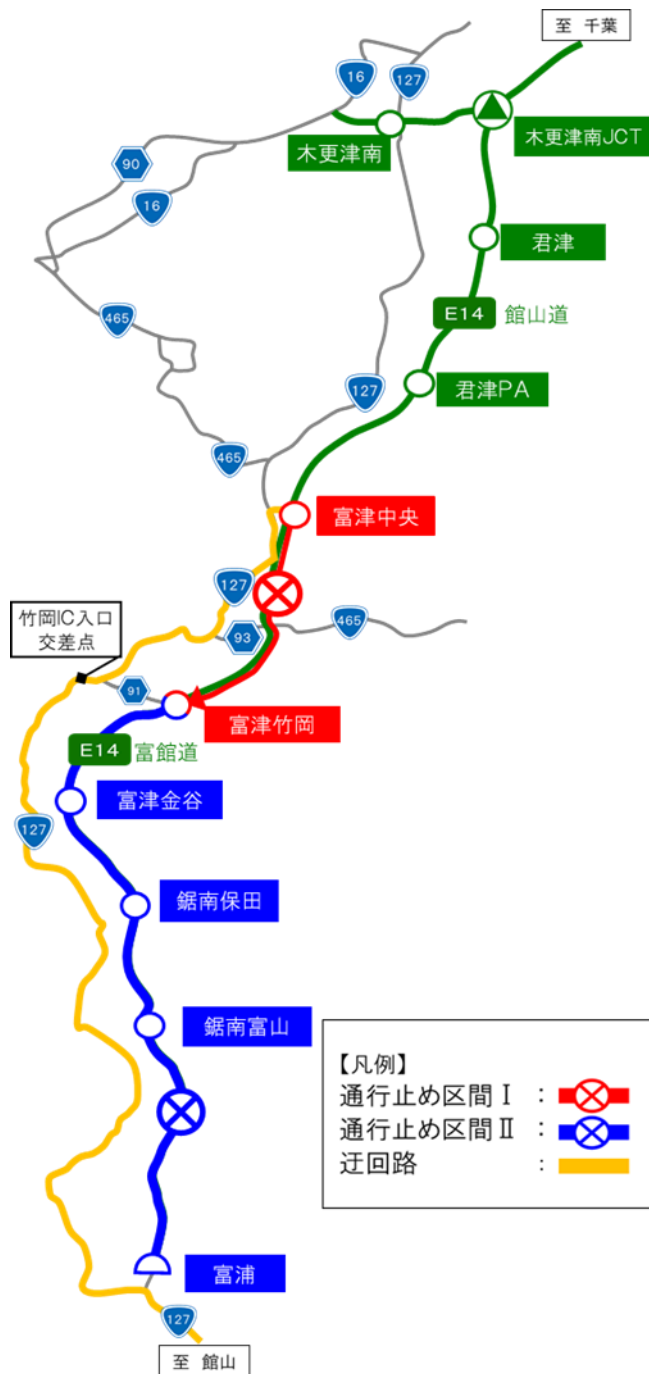 至 千葉
16
127
木更津南
木更津南JCT
90
16
君津
E14 館山道
465
127
君津PA
465
富津中央
127
竹岡IC入口
交差点
93
465
91
富津竹岡
E14 富館道
富津金谷
127
鋸南保田
鋸南富山
【凡例】
通行止め区間Ⅰ :
通行止め区間Ⅱ :
迂回路 :
富浦
127
至 館山